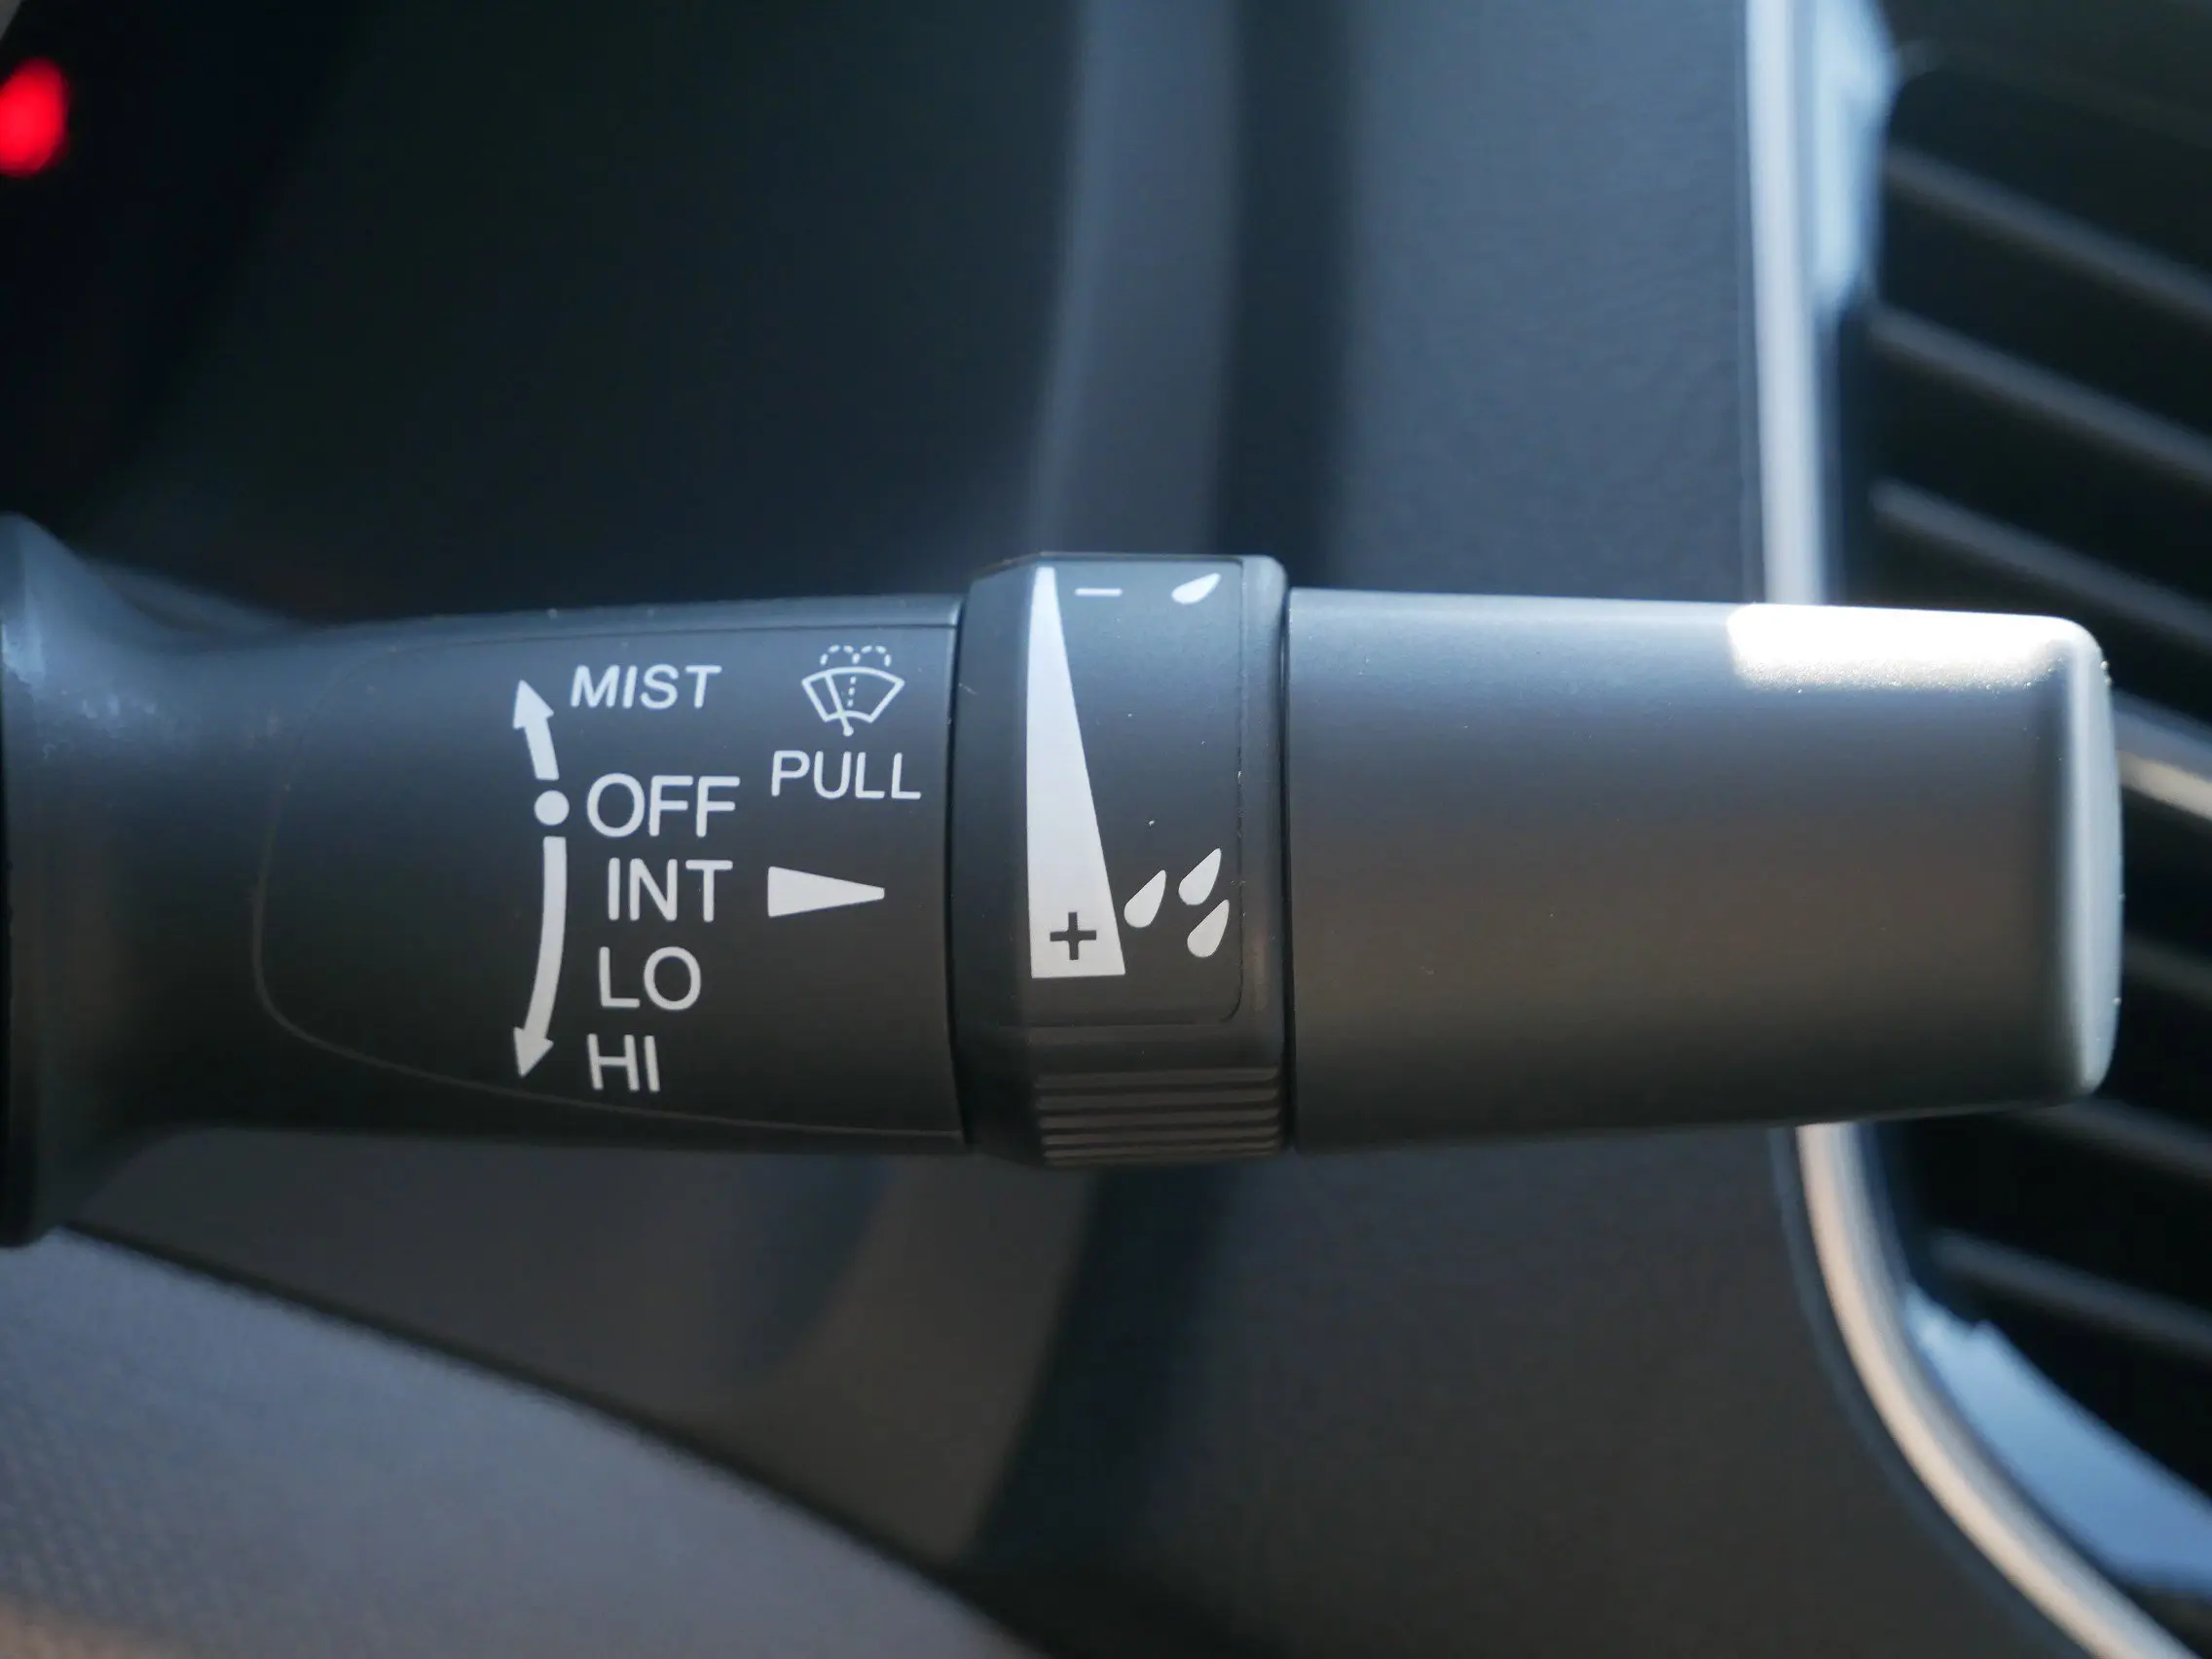 MIST
PULL
OFF
INT
LO
HI
−
+